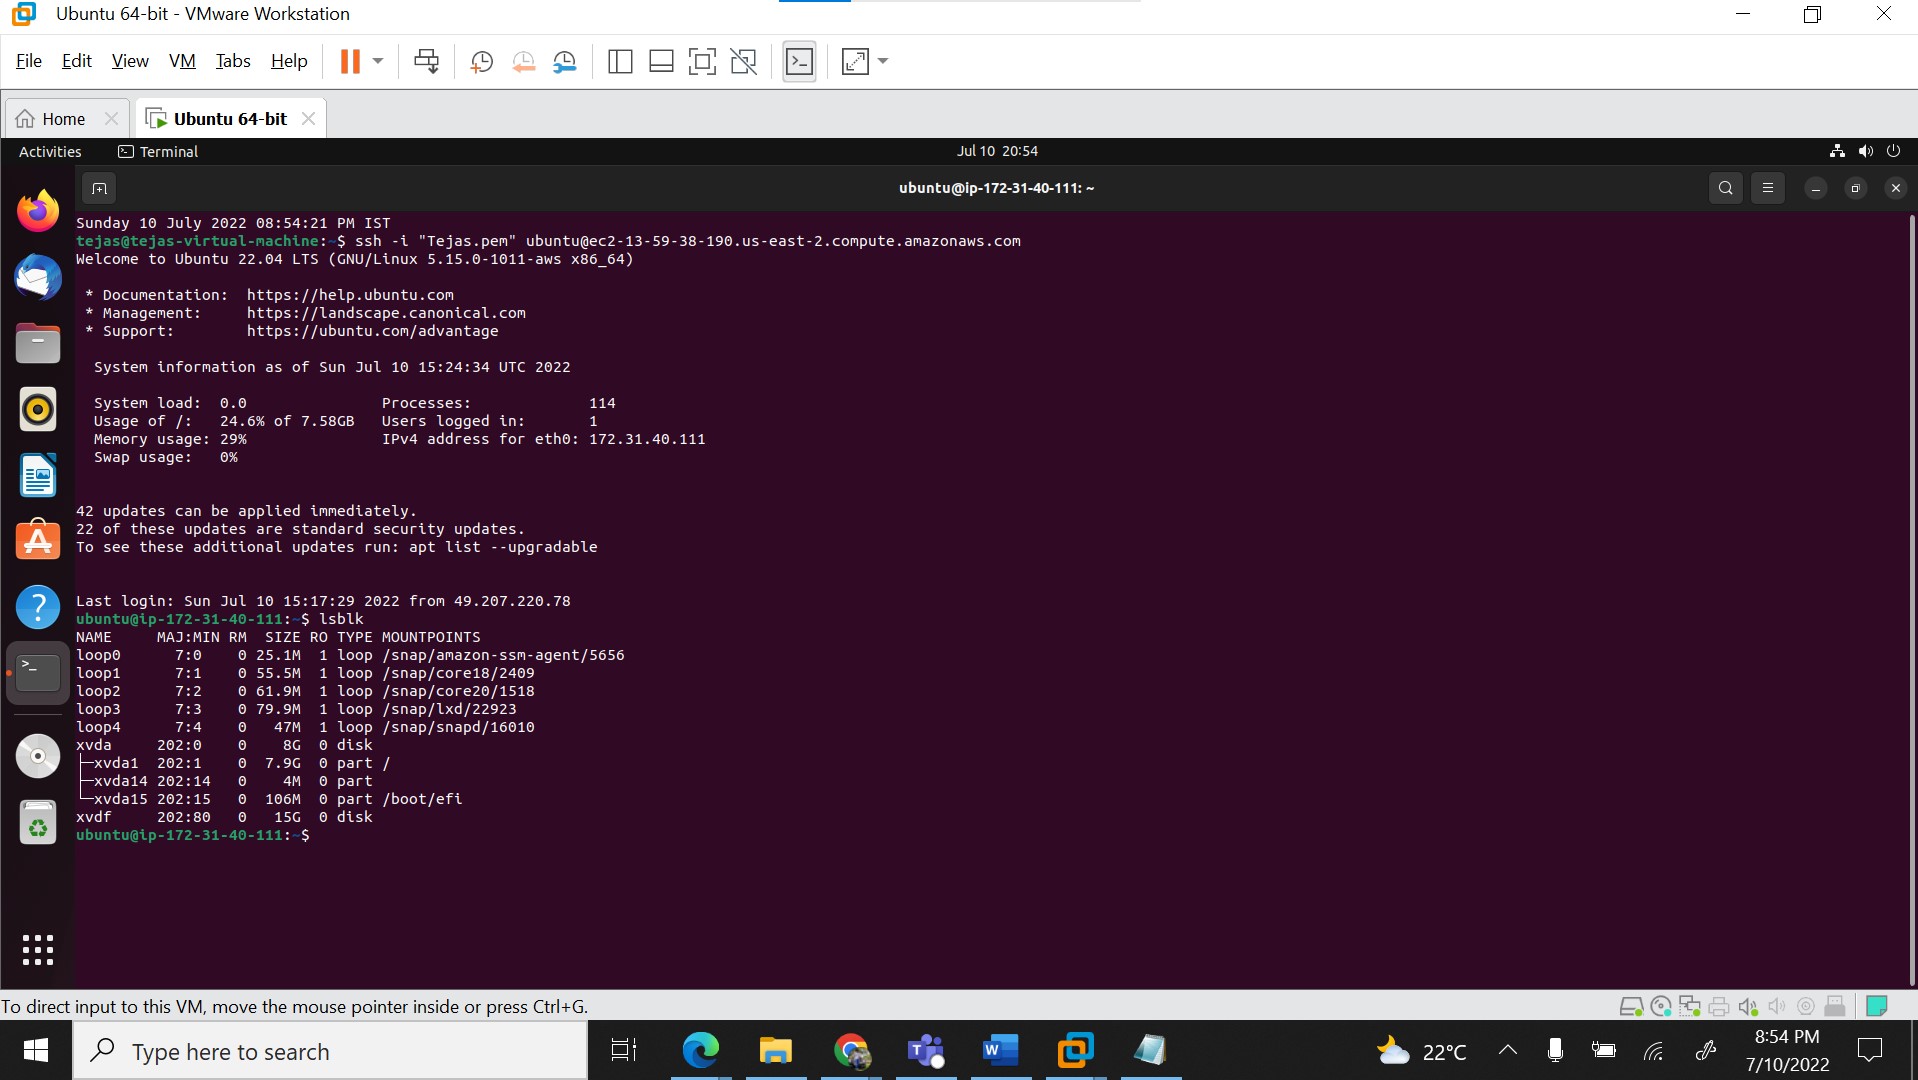 Ubuntu 64-bit - VMware Workstation
File Edit View VM Tabs Help
Home Ubuntu 64-bit
Activities Terminal Jul 10 20:54
ubuntu@ip-172-31-40-111: ~
Sunday 10 July 2022 08:54:21 PM IST
tejas@tejas-virtual-machine:~$ ssh -i "Tejas.pem" ubuntu@ec2-13-59-38-190.us-east-2.compute.amazonaws.com
Welcome to Ubuntu 22.04 LTS (GNU/Linux 5.15.0-1011-aws x86_64)
* Documentation: https://help.ubuntu.com
* Management: https://landscape.canonical.com
* Support: https://ubuntu.com/advantage
System information as of Sun Jul 10 15:24:34 UTC 2022
System load: 0.0 Processes: 114
Usage of /: 24.6% of 7.58GB Users logged in: 1
Memory usage: 29% IPv4 address for eth0: 172.31.40.111
Swap usage: 0%
42 updates can be applied immediately.
22 of these updates are standard security updates.
To see these additional updates run: apt list --upgradable
Last login: Sun Jul 10 15:17:29 2022 from 49.207.220.78
ubuntu@ip-172-31-40-111:~$ lsblk
NAME MAJ:MIN RM SIZE RO TYPE MOUNTPOINTS
loop0 7:0 0 25.1M 1 loop /snap/amazon-ssm-agent/5656
loop1 7:1 0 55.5M 1 loop /snap/core18/2409
loop2 7:2 0 61.9M 1 loop /snap/core20/1518
loop3 7:3 0 79.9M 1 loop /snap/lxd/22923
loop4 7:4 0 47M 1 loop /snap/snapd/16010
xvda 202:0 0 8G 0 disk
├─xvda1 202:1 0 7.9G 0 part /
├─xvda14 202:14 0 4M 0 part
└─xvda15 202:15 0 106M 0 part /boot/efi
xvdf 202:80 0 15G 0 disk
ubuntu@ip-172-31-40-111:~$
To direct input to this VM, move the mouse pointer inside or press Ctrl+G.
Type here to search
22°C
8:54 PM
7/10/2022